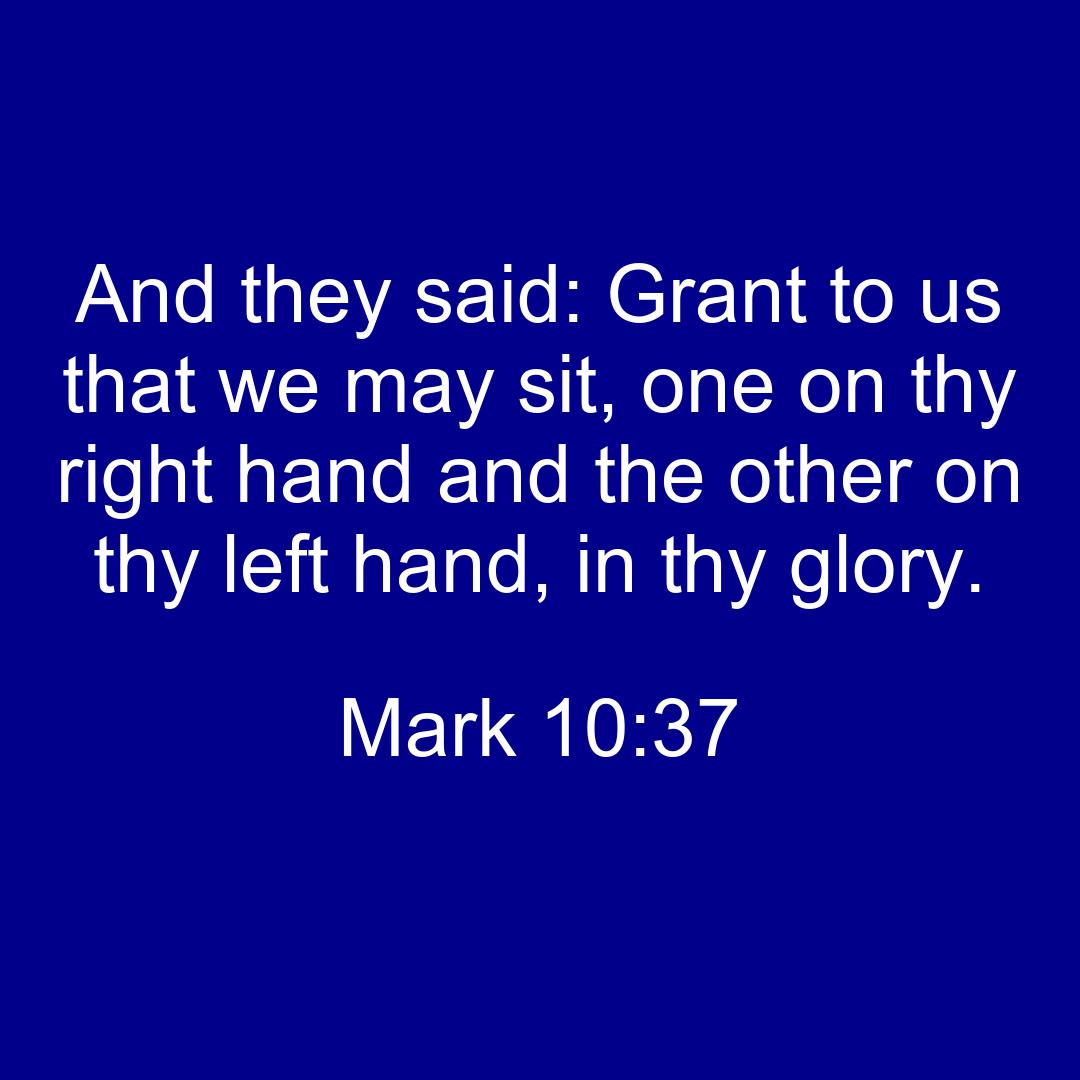 And they said: Grant to us
that we may sit, one on thy
right hand and the other on
thy left hand, in thy glory.
Mark 10:37